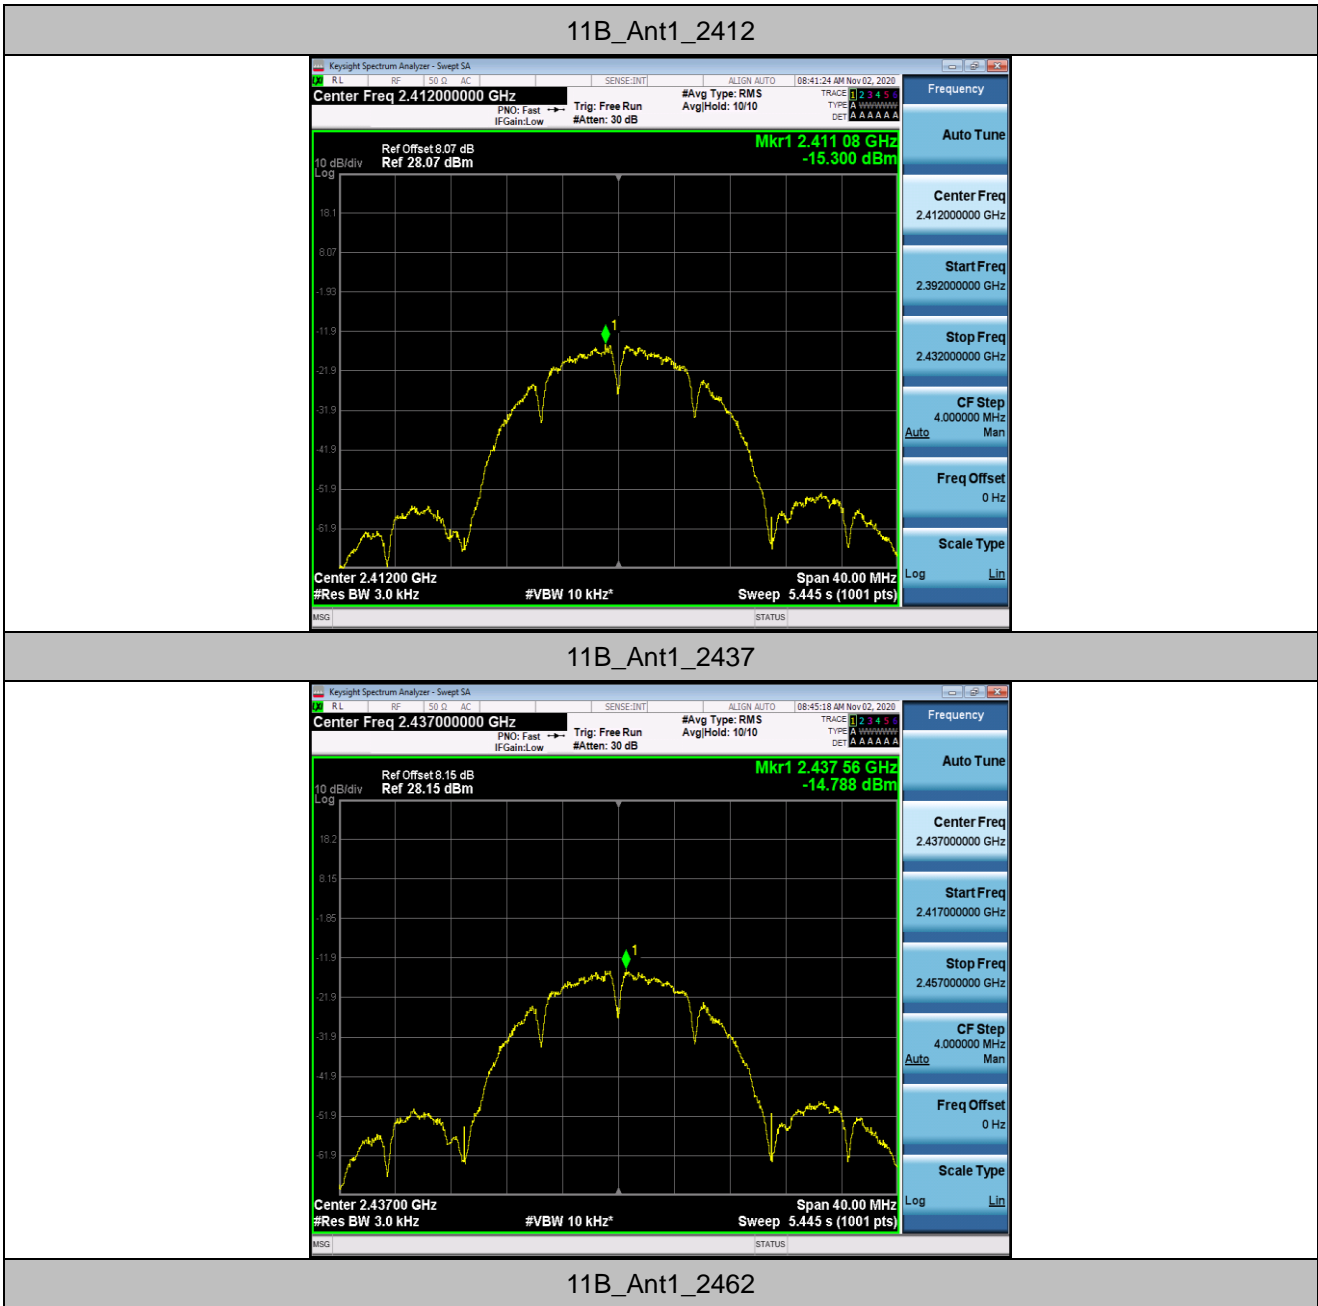 11B_Ant1_2412
Keysight Spectrum Analyzer - Swept SA
RL RF 50 Ω AC SENSE:INT ALIGN AUTO 08:41:24 AM Nov 02, 2020
Center Freq 2.412000000 GHz
PNO: Fast
IFGain:Low
Trig: Free Run
#Atten: 30 dB
#Avg Type: RMS
Avg|Hold: 10/10
TRACE 1 2 3 4 5 6
TYPE A WWWWW
DET A A A A A A
Frequency
Mkr1 2.411 08 GHz
-15.300 dBm
Ref Offset 8.07 dB
10 dB/div Ref 28.07 dBm
Log
18.1
8.07
-1.93
-11.9
-21.9
-31.9
-41.9
-51.9
-61.9
1
Center 2.41200 GHz Span 40.00 MHz
#Res BW 3.0 kHz #VBW 10 kHz* Sweep 5.445 s (1001 pts)
MSG STATUS
Auto Tune
Center Freq
2.412000000 GHz
Start Freq
2.392000000 GHz
Stop Freq
2.432000000 GHz
CF Step
4.000000 MHz
Auto Man
Freq Offset
0 Hz
Scale Type
Log Lin
11B_Ant1_2437
Keysight Spectrum Analyzer - Swept SA
RL RF 50 Ω AC SENSE:INT ALIGN AUTO 08:45:18 AM Nov 02, 2020
Center Freq 2.437000000 GHz
PNO: Fast
IFGain:Low
Trig: Free Run
#Atten: 30 dB
#Avg Type: RMS
Avg|Hold: 10/10
TRACE 1 2 3 4 5 6
TYPE A WWWWW
DET A A A A A A
Frequency
Mkr1 2.437 56 GHz
-14.788 dBm
Ref Offset 8.15 dB
10 dB/div Ref 28.15 dBm
Log
18.2
8.15
-1.85
-11.9
-21.9
-31.9
-41.9
-51.9
-61.9
1
Center 2.43700 GHz Span 40.00 MHz
#Res BW 3.0 kHz #VBW 10 kHz* Sweep 5.445 s (1001 pts)
MSG STATUS
Auto Tune
Center Freq
2.437000000 GHz
Start Freq
2.417000000 GHz
Stop Freq
2.457000000 GHz
CF Step
4.000000 MHz
Auto Man
Freq Offset
0 Hz
Scale Type
Log Lin
11B_Ant1_2462